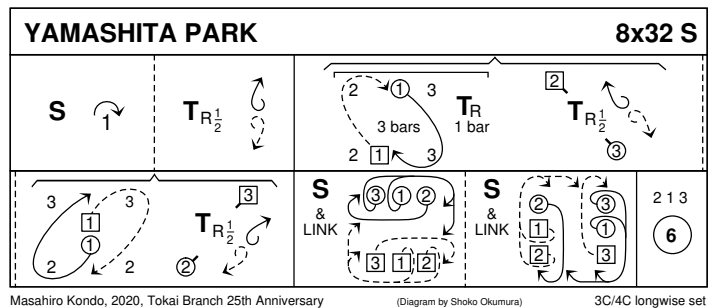 YAMASHITA PARK 8x32 S
S 1 T R½
2 1 3 T R 3 bars 1 bar 2 1 3
2 T R½ 3
3 1 3 1 2 2
3 T R½ 2
S & LINK 3 1 2 3 1 2
S & LINK 2 1 2 3 1 3
2 1 3
6
Masahiro Kondo, 2020, Tokai Branch 25th Anniversary (Diagram by Shoko Okumura) 3C/4C longwise set